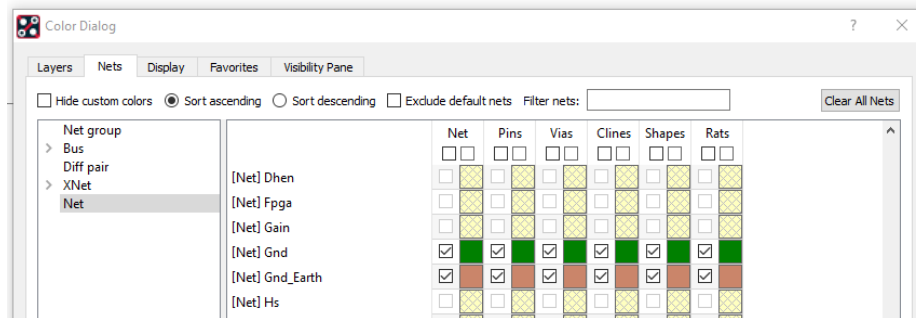 Color Dialog ?
Layers Nets Display Favorites Visibility Pane
Hide custom colors Sort ascending Sort descending Exclude default nets Filter nets: Clear All Nets
Net group
Bus
Diff pair
XNet
Net
Net Pins Vias Clines Shapes Rats
[Net] Dhen
[Net] Fpga
[Net] Gain
[Net] Gnd
[Net] Gnd_Earth
[Net] Hs